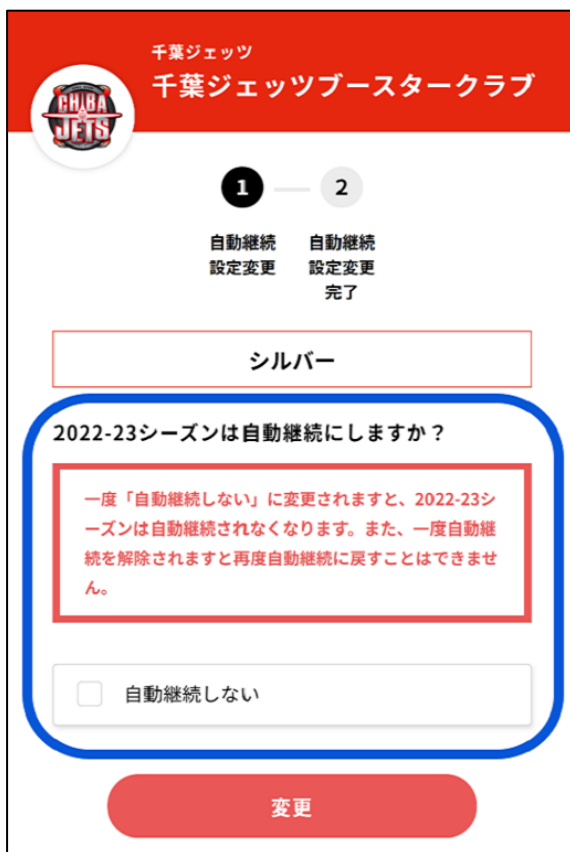 千葉ジェッツ
千葉ジェッツブースタークラブ
CHIBA
JETS
1 2
自動継続 自動継続
設定変更 設定変更
完了
シルバー
2022-23シーズンは自動継続にしますか？
一度「自動継続しない」に変更されますと、2022-23シ
ーズンは自動継続されなくなります。また、一度自動継
続を解除されますと再度自動継続に戻すことはできませ
ん。
自動継続しない
変更